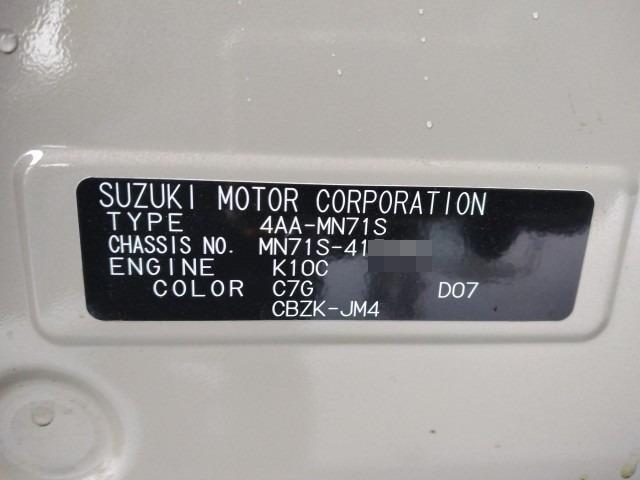 SUZUKI MOTOR CORPORATION
TYPE 4AA-MN71S
CHASSIS NO. MN71S-41
ENGINE K10C
COLOR C7G D07
CBZK-JM4